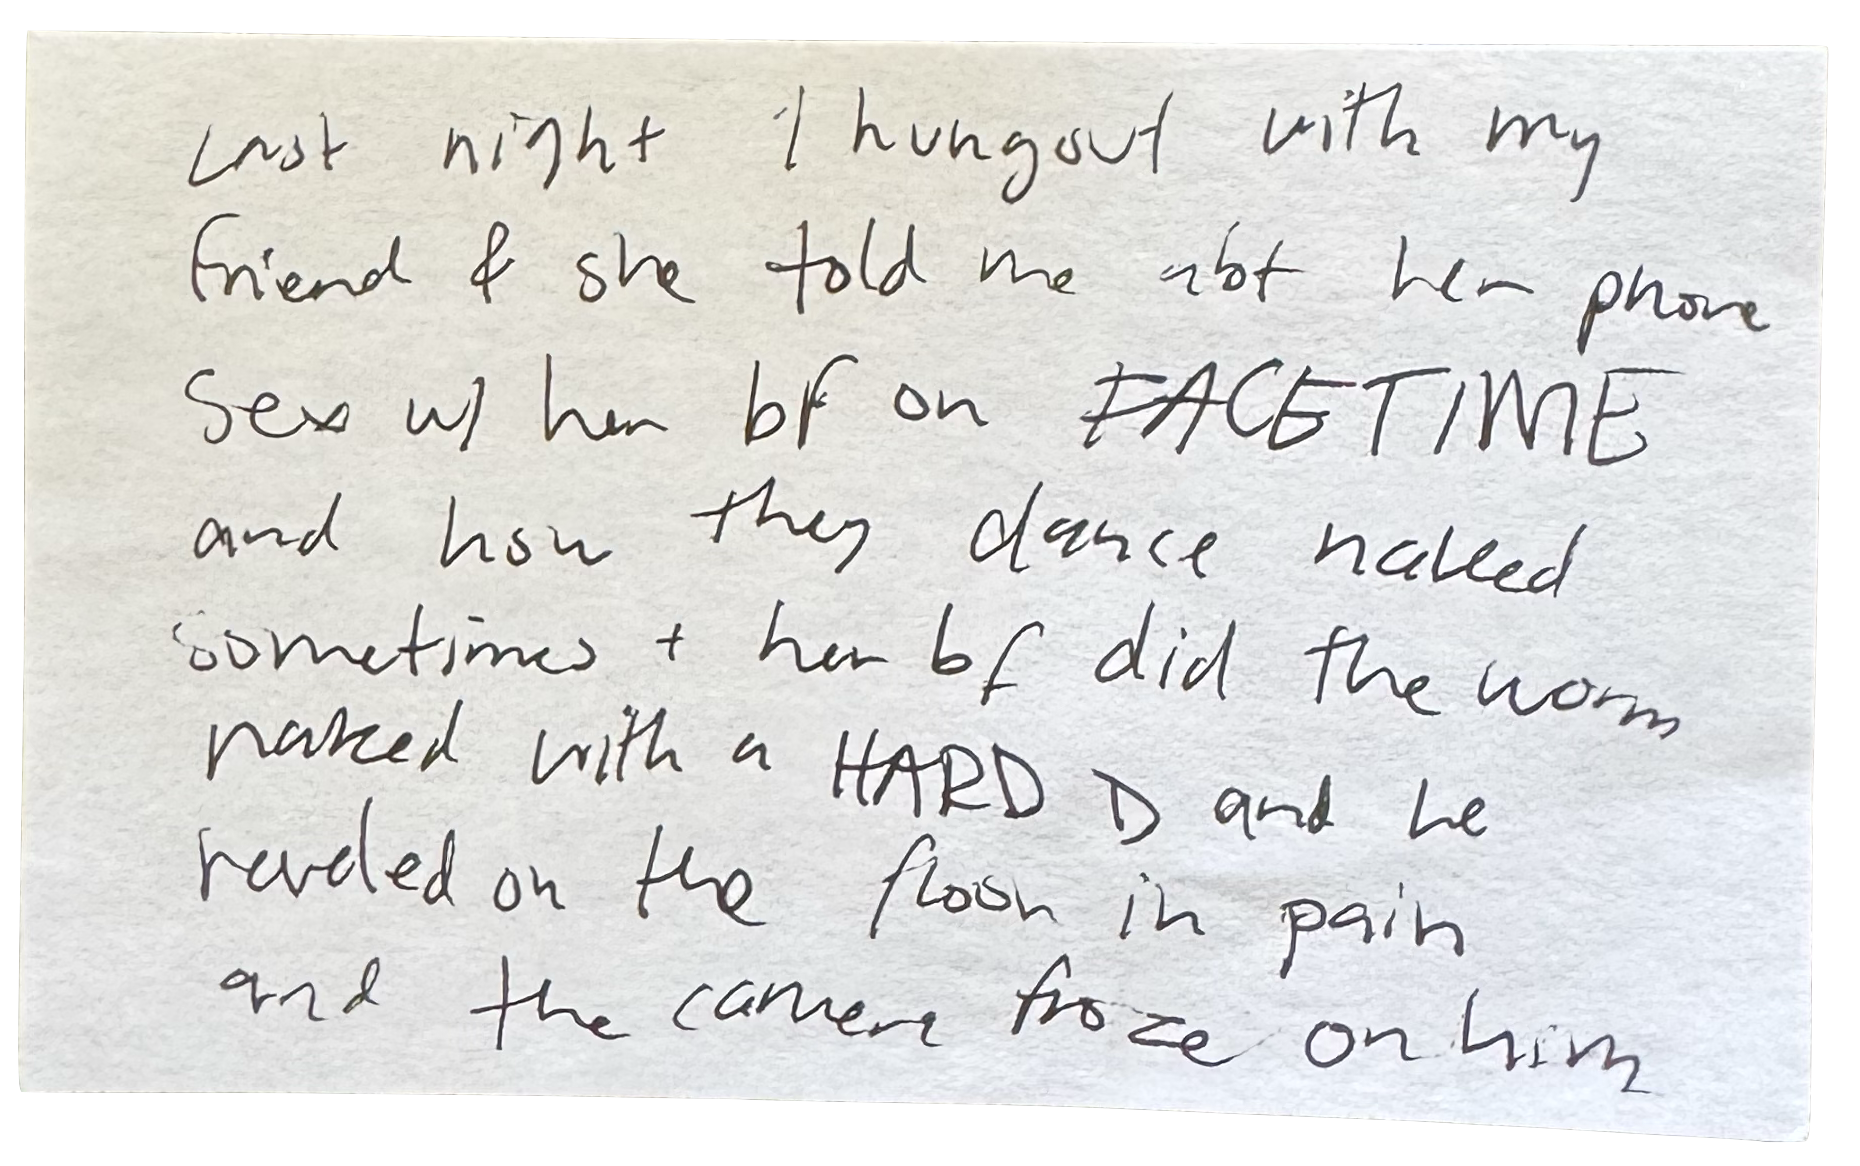 Last night I hungout with my
friend & she told me abt her phone
sex w/ her bf on FACETIME
and how they dance naked
sometimes + her bf did the worm
naked with a HARD D and he
on the floor in pain
and the camera froze on him